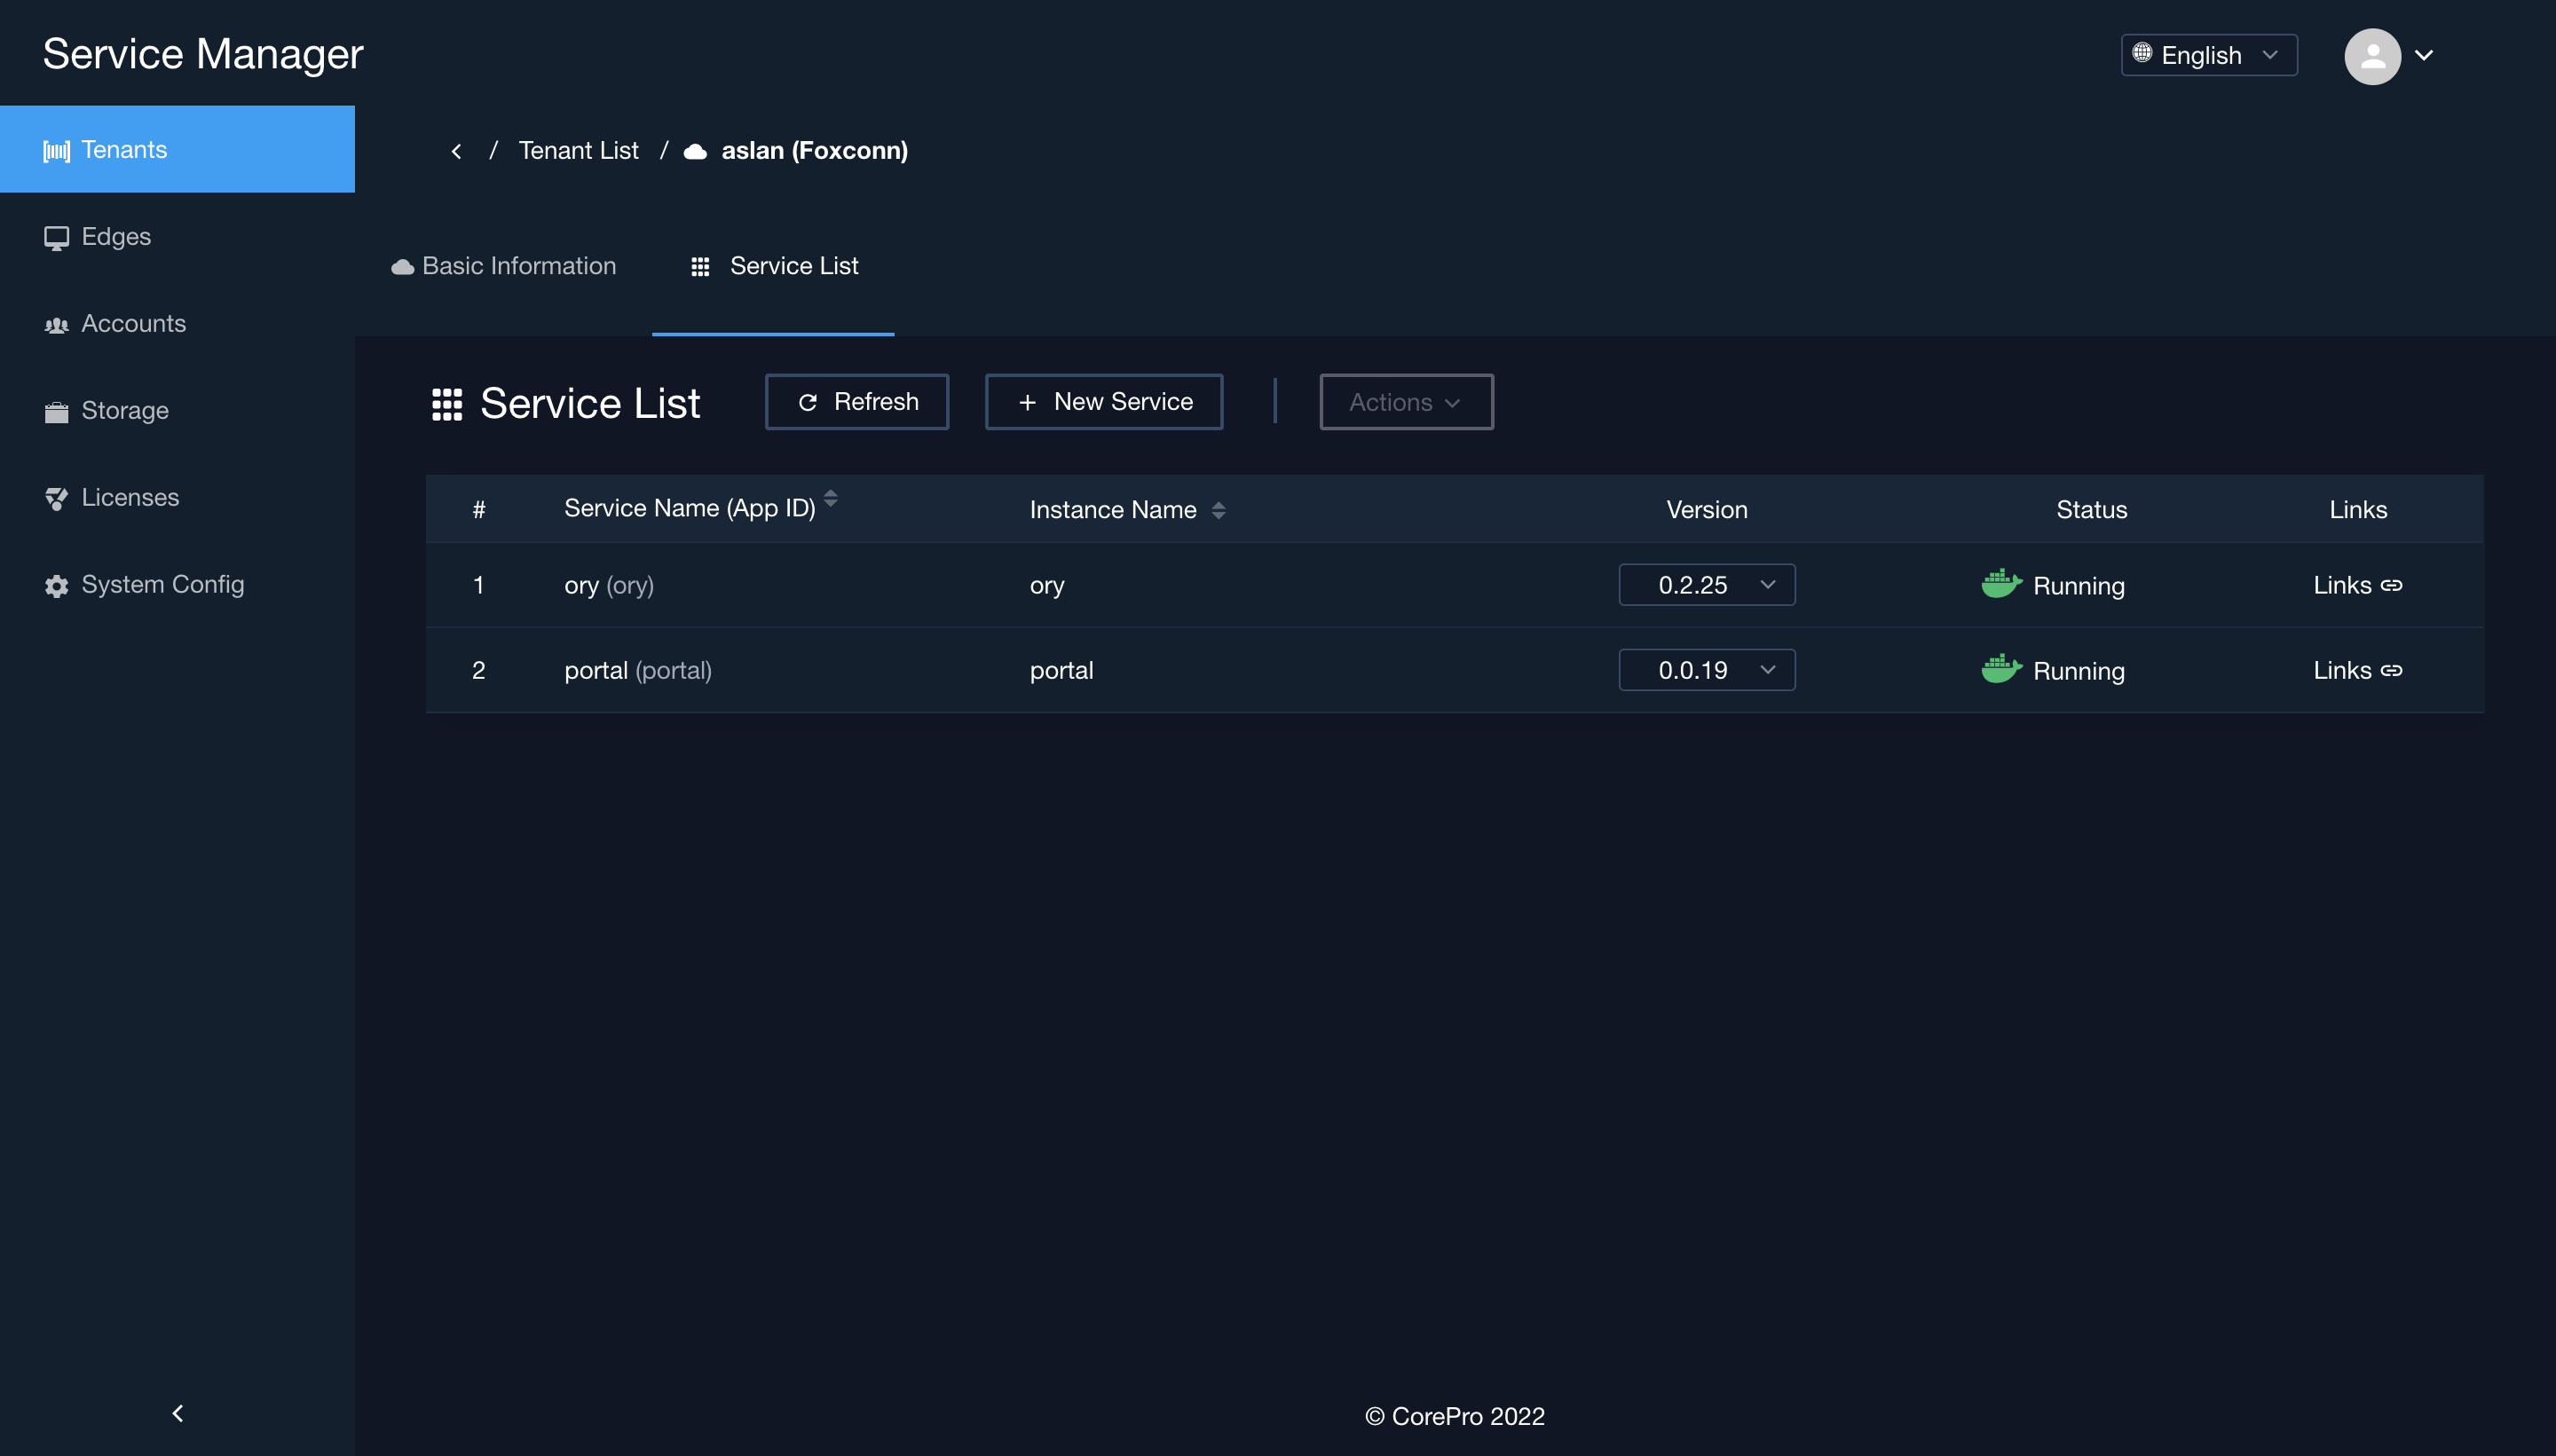 Service Manager
English
Tenants
/ Tenant List / aslan (Foxconn)
Edges
Basic Information
Service List
Accounts
Storage
Licenses
System Config
Service List
Refresh
+ New Service
Actions
# Service Name (App ID) Instance Name Version Status Links
1 ory (ory) ory 0.2.25 Running Links
2 portal (portal) portal 0.0.19 Running Links
© CorePro 2022